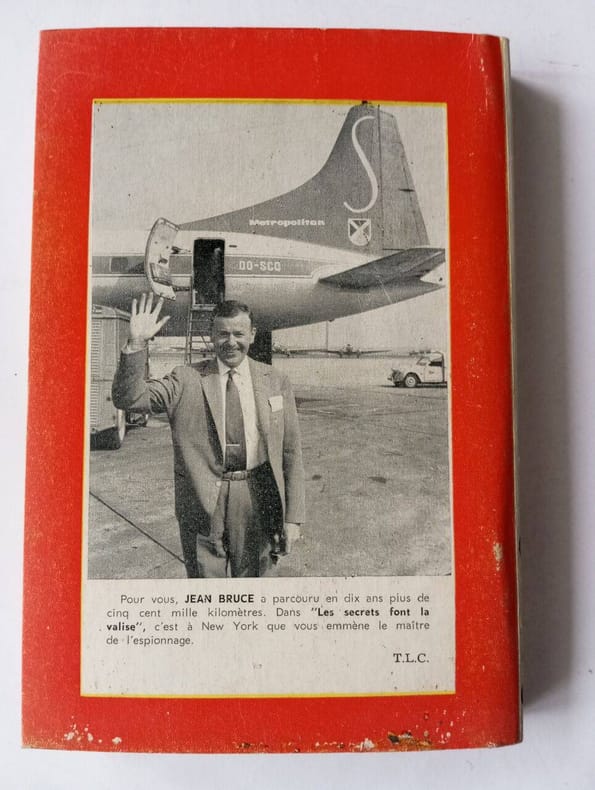 S
Metropolitan
OO-SCQ
Pour vous, JEAN BRUCE a parcouru en dix ans plus de
cinq cent mille kilomètres. Dans "Les secrets font la
valise", c'est à New York que vous emmène le maître
de l'espionnage.
T.L.C.